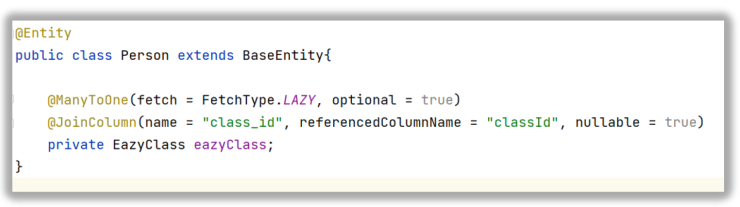 @Entity
public class Person extends BaseEntity{
@ManyToOne(fetch = FetchType.LAZY, optional = true)
@JoinColumn(name = "class_id", referencedColumnName = "classId", nullable = true)
private EazyClass eazyClass;
}